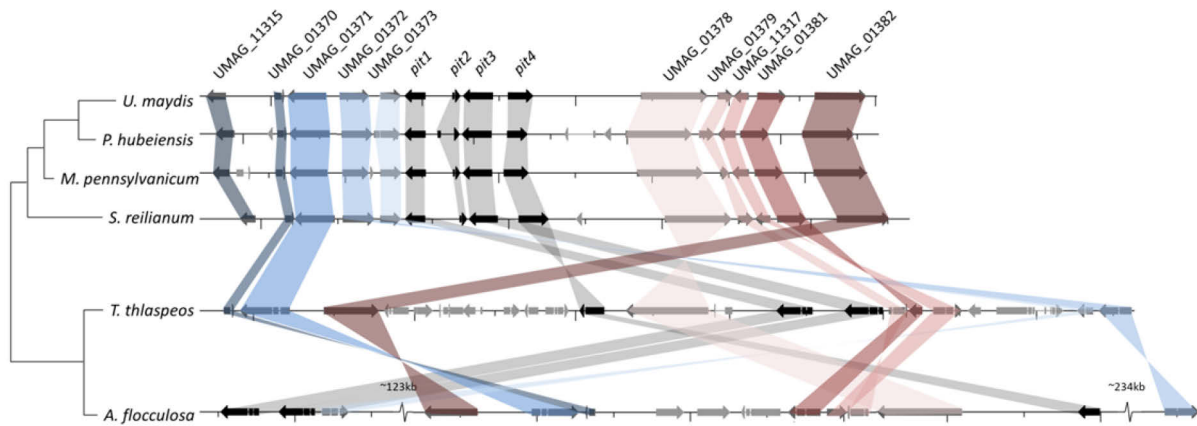 UMAG_11315
UMAG_01370
UMAG_01371
UMAG_01372
UMAG_01373
pit1
pit2
pit3
pit4
UMAG_01378
UMAG_01379
UMAG_11317
UMAG_01381
UMAG_01382
U. maydis
P. hubeiensis
M. pennsylvanicum
S. reilianum
T. thlaspeos
~123kb
~234kb
A. flocculosa